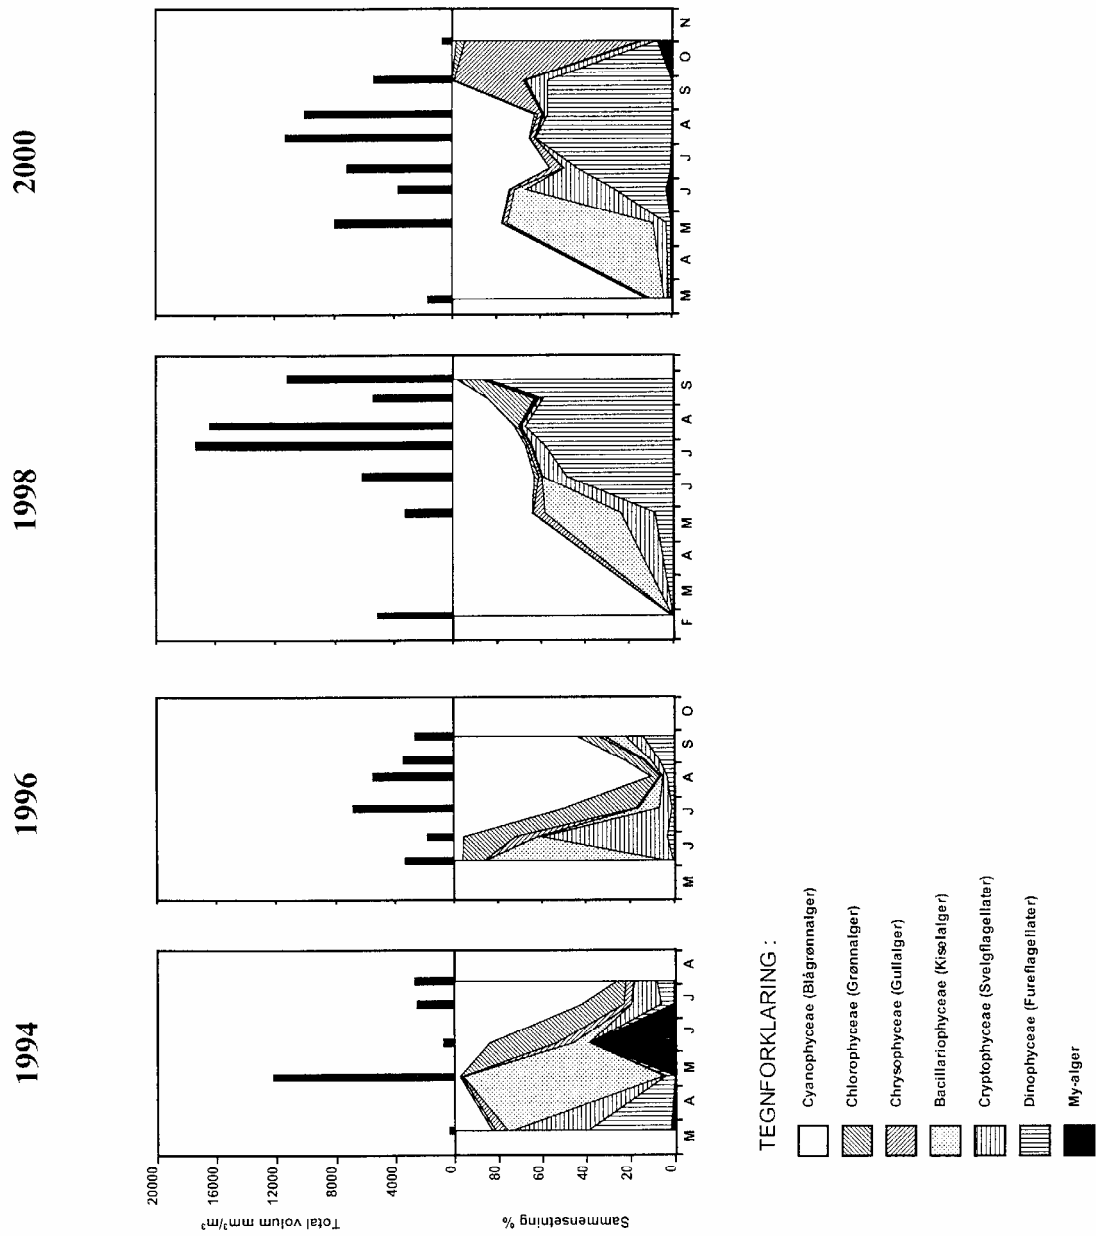 1994
1996
1998
2000
Total volum mm³/m³
20000
16000
12000
8000
4000
0
Sammensetning %
80
60
40
20
0
M A M J J A
M J J A S O
F M A M J J A S
M A M J J A S O N
TEGNFORKLARING :
Cyanophyceae (Blågrønnalger)
Chlorophyceae (Grønnalger)
Chrysophyceae (Gullalger)
Bacillariophyceae (Kiselalger)
Cryptophyceae (Svelgflagellater)
Dinophyceae (Fureflagellater)
My-alger